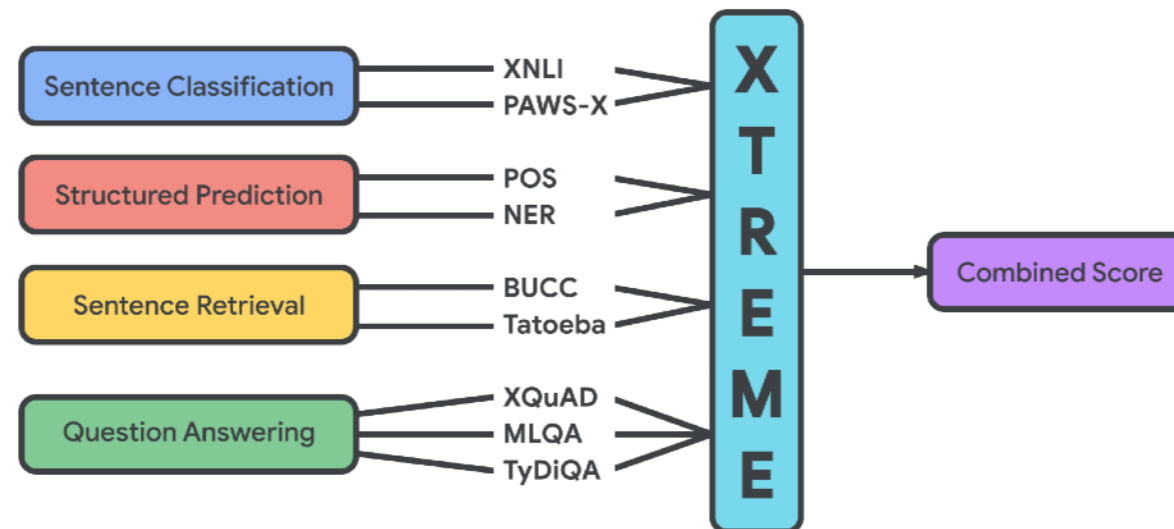 Sentence Classification
XNLI
PAWS-X
Structured Prediction
POS
NER
Sentence Retrieval
BUCC
Tatoeba
Question Answering
XQuAD
MLQA
TyDiQA
XTREME
Combined Score